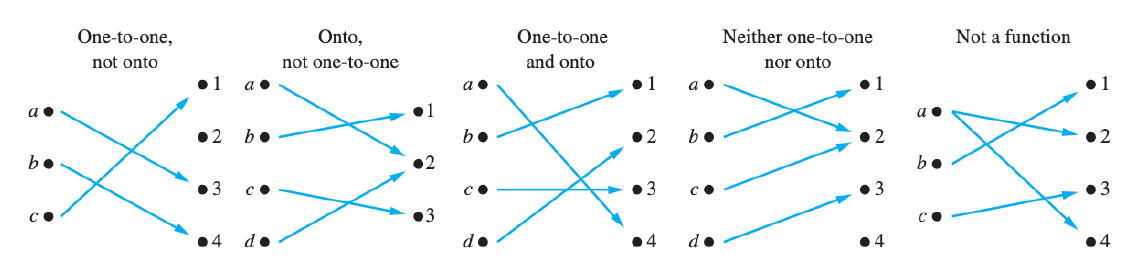 One-to-one,
not onto
a
b
c
1
2
3
4
Onto,
not one-to-one
a
b
c
d
1
2
3
One-to-one
and onto
a
b
c
d
1
2
3
4
Neither one-to-one
nor onto
a
b
c
d
1
2
3
4
Not a function
a
b
c
1
2
3
4